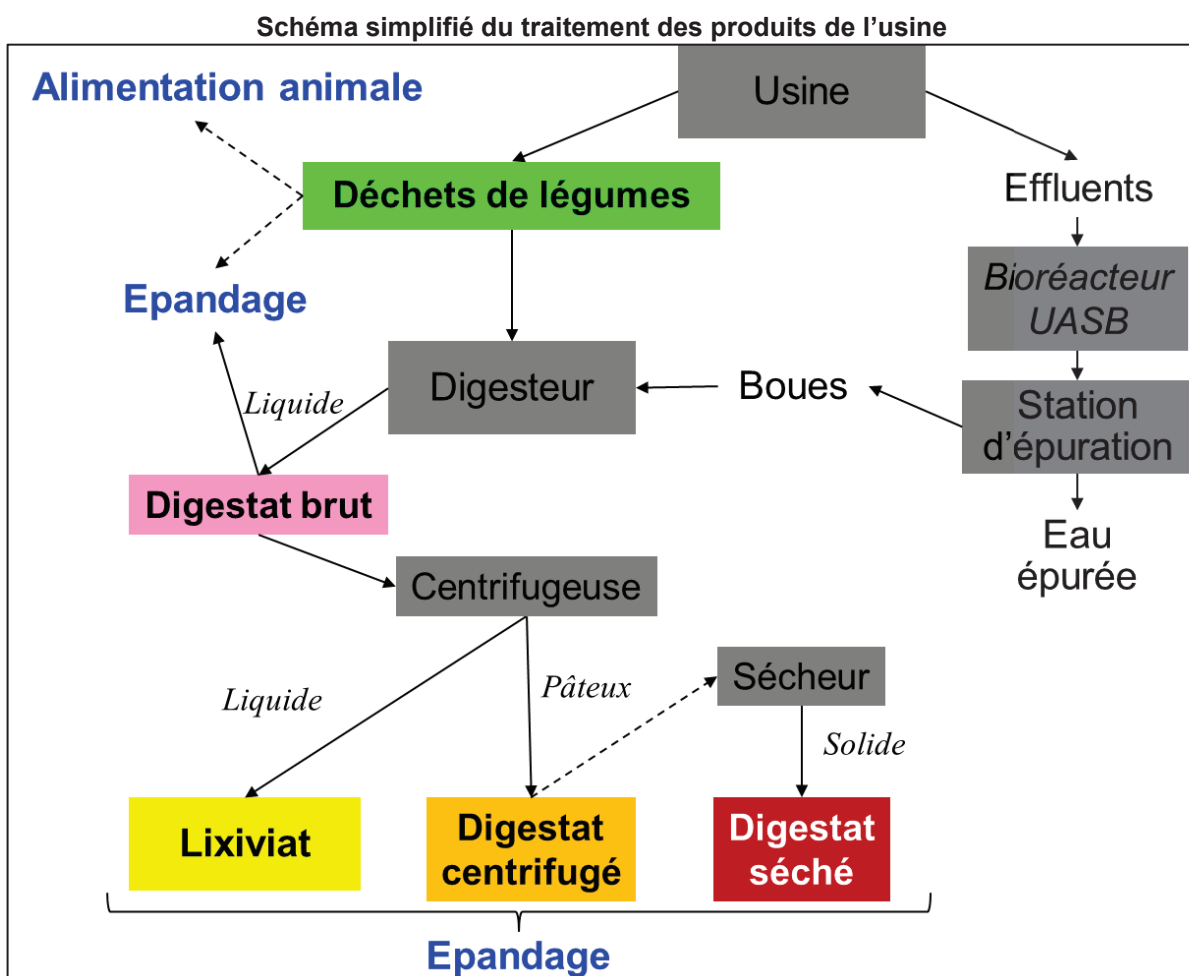 Schéma simplifié du traitement des produits de l’usine
Alimentation animale
Usine
Déchets de légumes
Effluents
Epandage
Bioréacteur
UASB
Liquide
Digesteur
Boues
Station
d’épuration
Digestat brut
Eau
épurée
Centrifugeuse
Liquide
Pâteux
Sécheur
Solide
Lixiviat
Digestat
centrifugé
Digestat
séché
Epandage